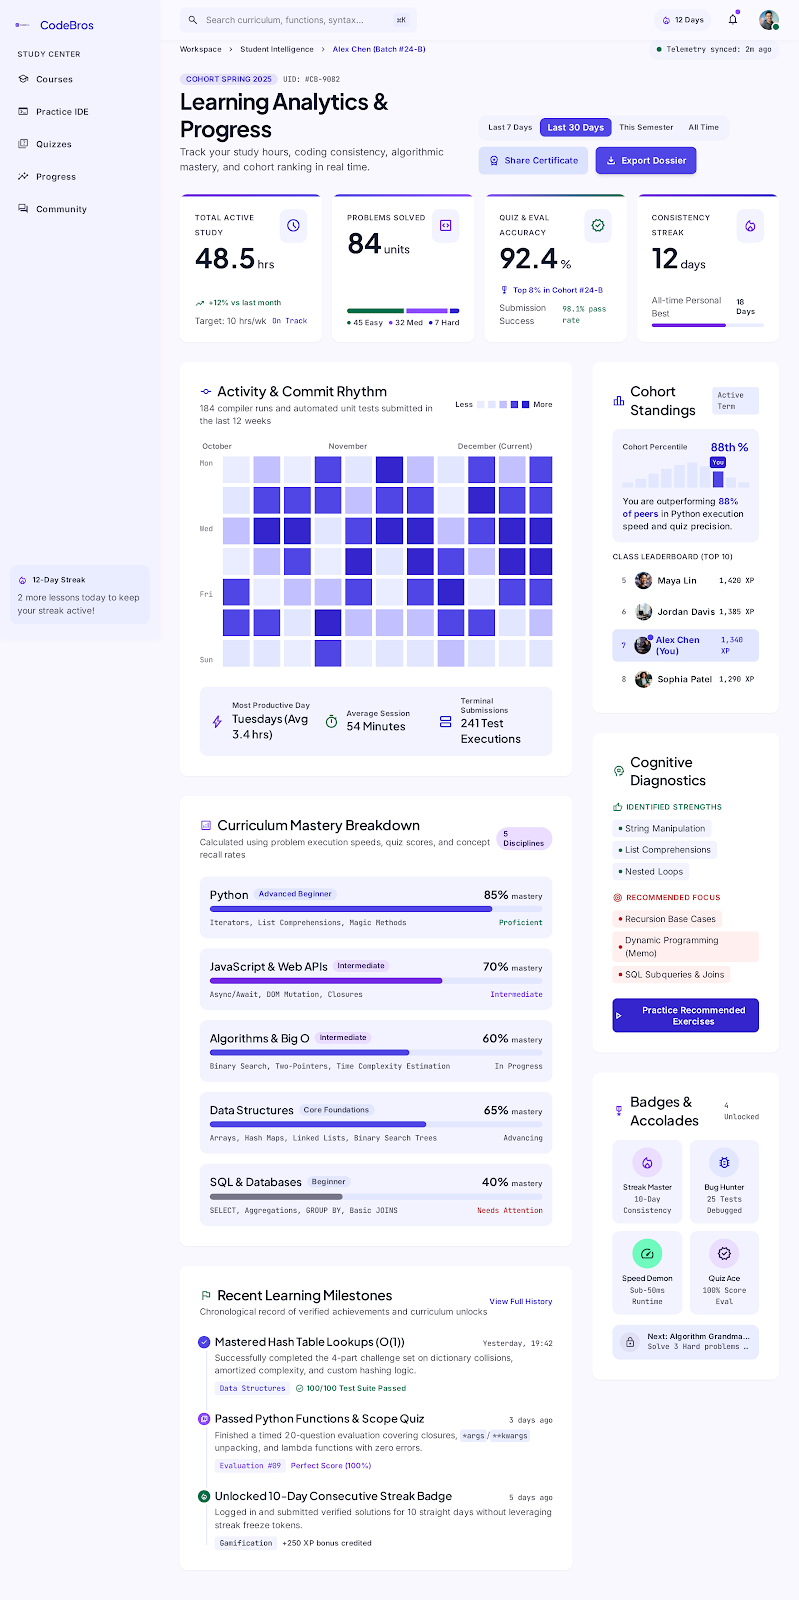 CodeBros
Search curriculum, functions, syntax...
⌘K
12 Days
STUDY CENTER
Courses
Practice IDE
Quizzes
Progress
Community
12-Day Streak
2 more lessons today to keep
your streak active!
Workspace > Student Intelligence > Alex Chen (Batch #24-B)
Telemetry synced: 2m ago
COHORT SPRING 2025 UID: #CB-9082
Learning Analytics &
Progress
Track your study hours, coding consistency, algorithmic
mastery, and cohort ranking in real time.
Last 7 Days Last 30 Days This Semester All Time
Share Certificate
Export Dossier
TOTAL ACTIVE
STUDY
48.5 hrs
+12% vs last month
Target: 10 hrs/wk On Track
PROBLEMS SOLVED
84 units
45 Easy 32 Med 7 Hard
QUIZ & EVAL
ACCURACY
92.4 %
Top 8% in Cohort #24-B
Submission
Success
98.1% pass
rate
CONSISTENCY
STREAK
12 days
All-time Personal
Best
18
Days
Activity & Commit Rhythm
184 compiler runs and automated unit tests submitted in
the last 12 weeks
Less More
October November December (Current)
Mon
Wed
Fri
Sun
Most Productive Day
Tuesdays (Avg
3.4 hrs)
Average Session
54 Minutes
Terminal
Submissions
241 Test
Executions
Cohort
Standings
Active
Term
Cohort Percentile 88th %
You
You are outperforming 88%
of peers in Python execution
speed and quiz precision.
CLASS LEADERBOARD (TOP 10)
5 Maya Lin 1,420 XP
6 Jordan Davis 1,385 XP
7 Alex Chen
(You)
1,340
XP
8 Sophia Patel 1,290 XP
Curriculum Mastery Breakdown
Calculated using problem execution speeds, quiz scores, and concept
recall rates
5
Disciplines
Python Advanced Beginner 85% mastery
Iterators, List Comprehensions, Magic Methods Proficient
JavaScript & Web APIs Intermediate 70% mastery
Async/Await, DOM Mutation, Closures Intermediate
Algorithms & Big O Intermediate 60% mastery
Binary Search, Two-Pointers, Time Complexity Estimation In Progress
Data Structures Core Foundations 65% mastery
Arrays, Hash Maps, Linked Lists, Binary Search Trees Advancing
SQL & Databases Beginner 40% mastery
SELECT, Aggregations, GROUP BY, Basic JOINS Needs Attention
Cognitive
Diagnostics
IDENTIFIED STRENGTHS
String Manipulation
List Comprehensions
Nested Loops
RECOMMENDED FOCUS
Recursion Base Cases
Dynamic Programming
(Memo)
SQL Subqueries & Joins
Practice Recommended
Exercises
Badges &
Accolades
4
Unlocked
Streak Master
10-Day
Consistency
Bug Hunter
25 Tests
Debugged
Speed Demon
Sub-50ms
Runtime
Quiz Ace
100% Score
Eval
Next: Algorithm Grandma...
Solve 3 Hard problems ..
Recent Learning Milestones
Chronological record of verified achievements and curriculum unlocks
View Full History
Mastered Hash Table Lookups (O(1)) Yesterday, 19:42
Successfully completed the 4-part challenge set on dictionary collisions,
amortized complexity, and custom hashing logic.
Data Structures 100/100 Test Suite Passed
Passed Python Functions & Scope Quiz 3 days ago
Finished a timed 20-question evaluation covering closures, *args / **kwargs
unpacking, and lambda functions with zero errors.
Evaluation #09 Perfect Score (100%)
Unlocked 10-Day Consecutive Streak Badge 5 days ago
Logged in and submitted verified solutions for 10 straight days without leveraging
streak freeze tokens.
Gamification +250 XP bonus credited